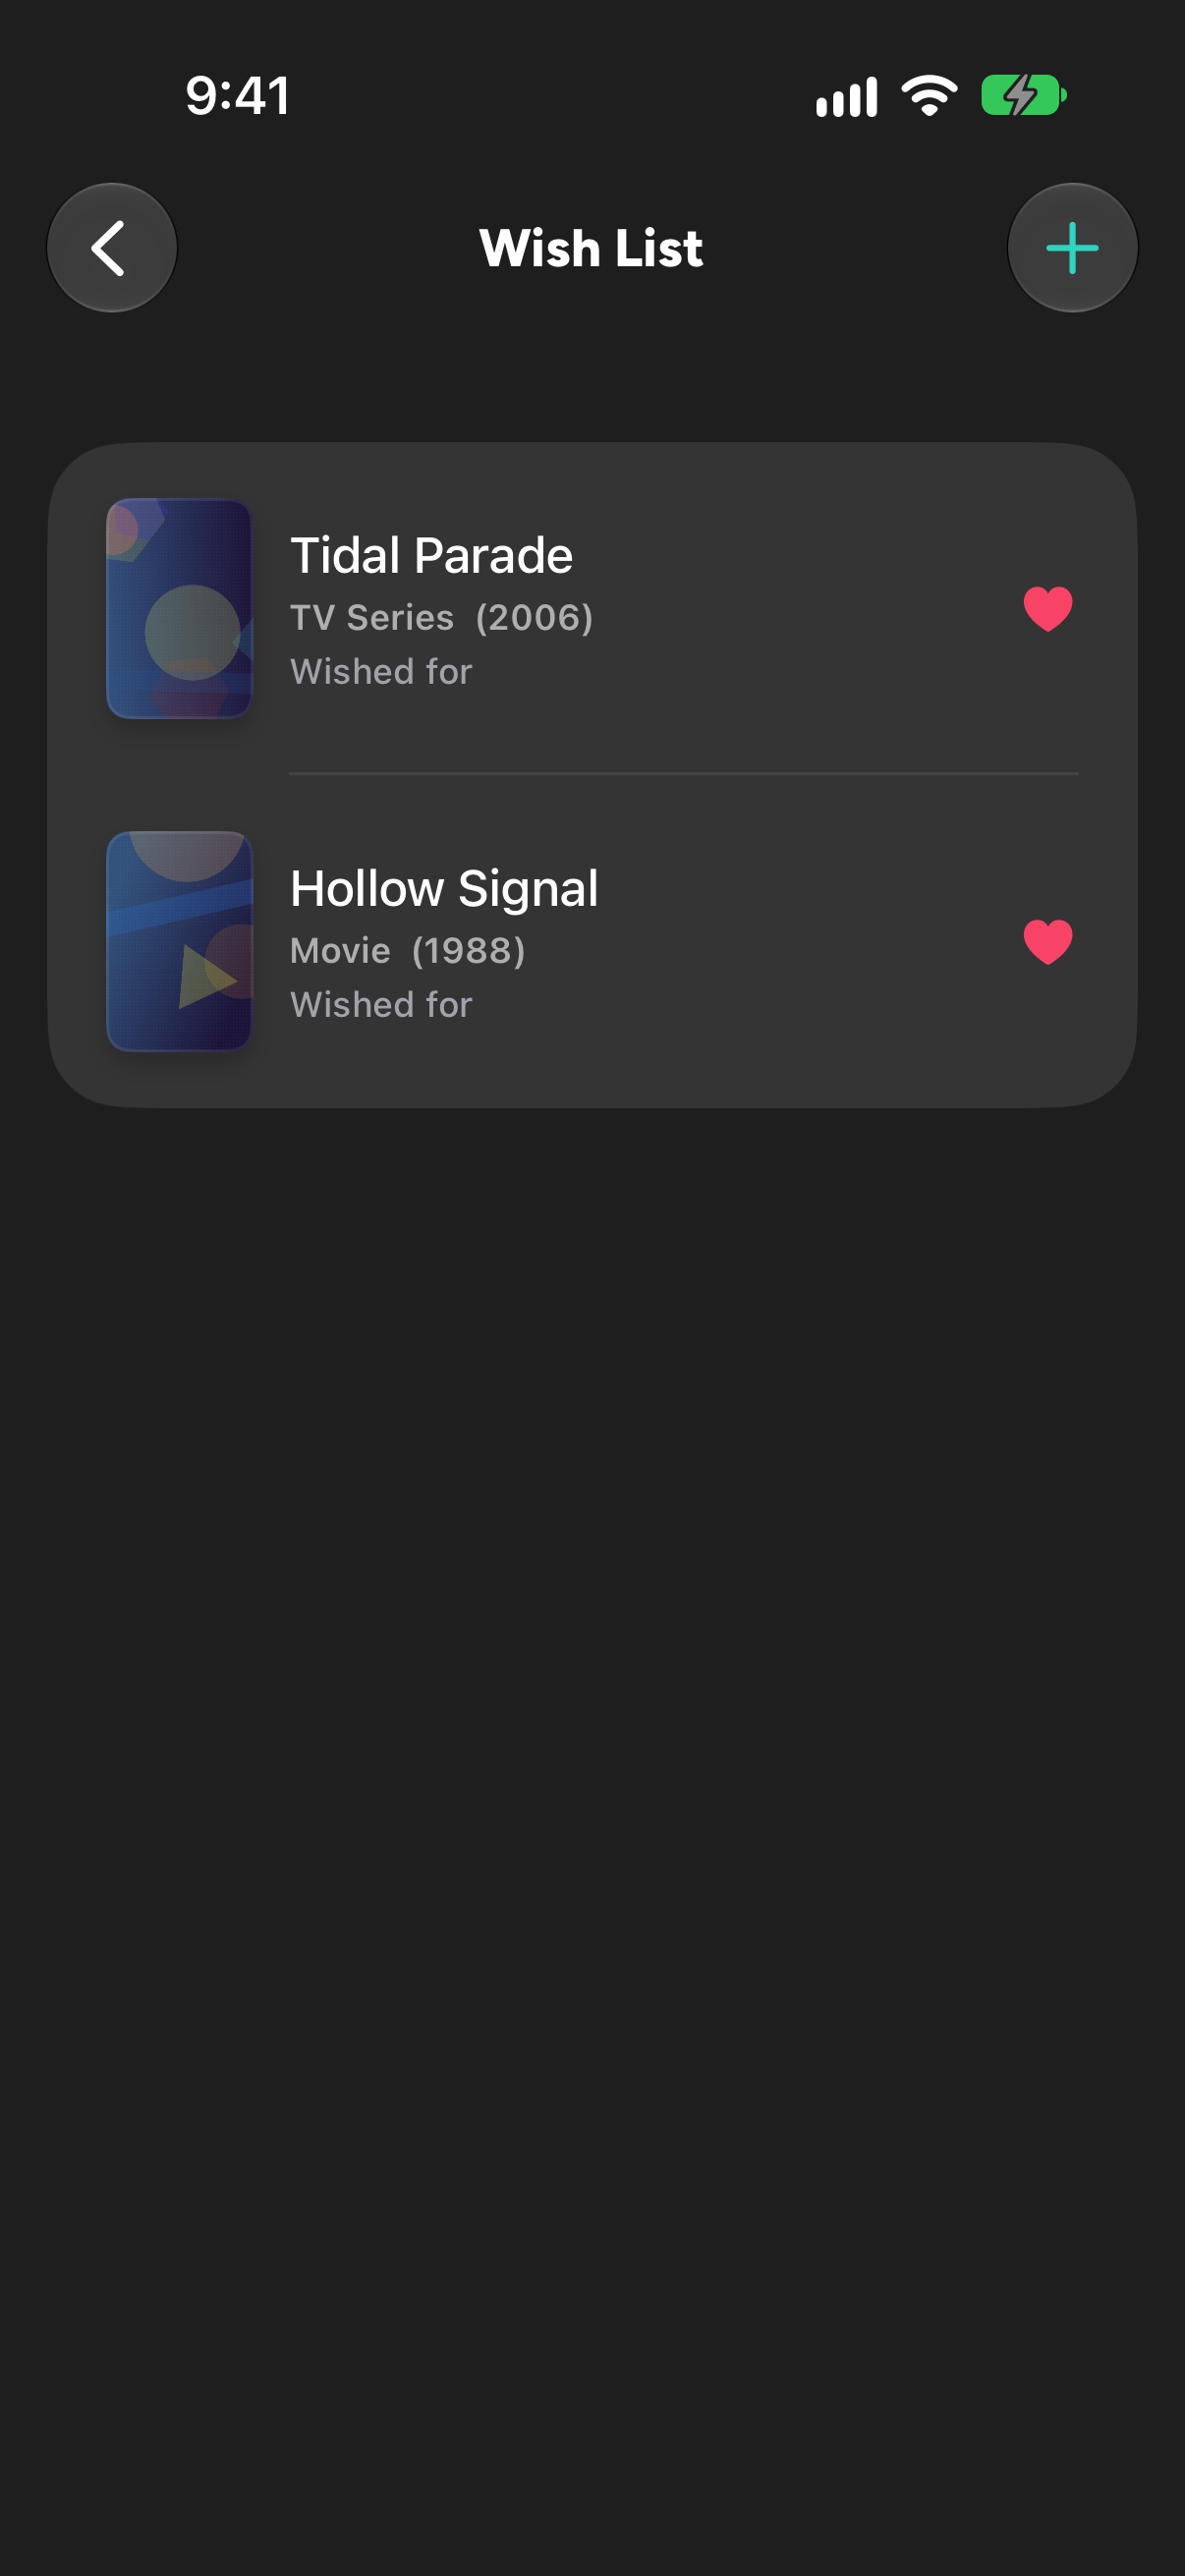 9:41
Wish List
Tidal Parade
TV Series (2006)
Wished for
Hollow Signal
Movie (1988)
Wished for